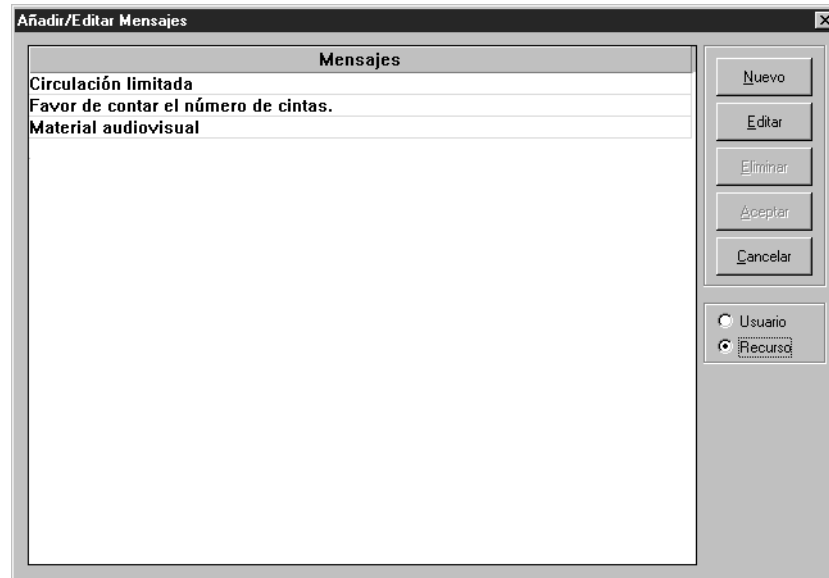 Añadir/Editar Mensajes
Mensajes
Circulación limitada
Favor de contar el número de cintas.
Material audiovisual
Nuevo
Editar
Eliminar
Aceptar
Cancelar
Usuario
Recurso